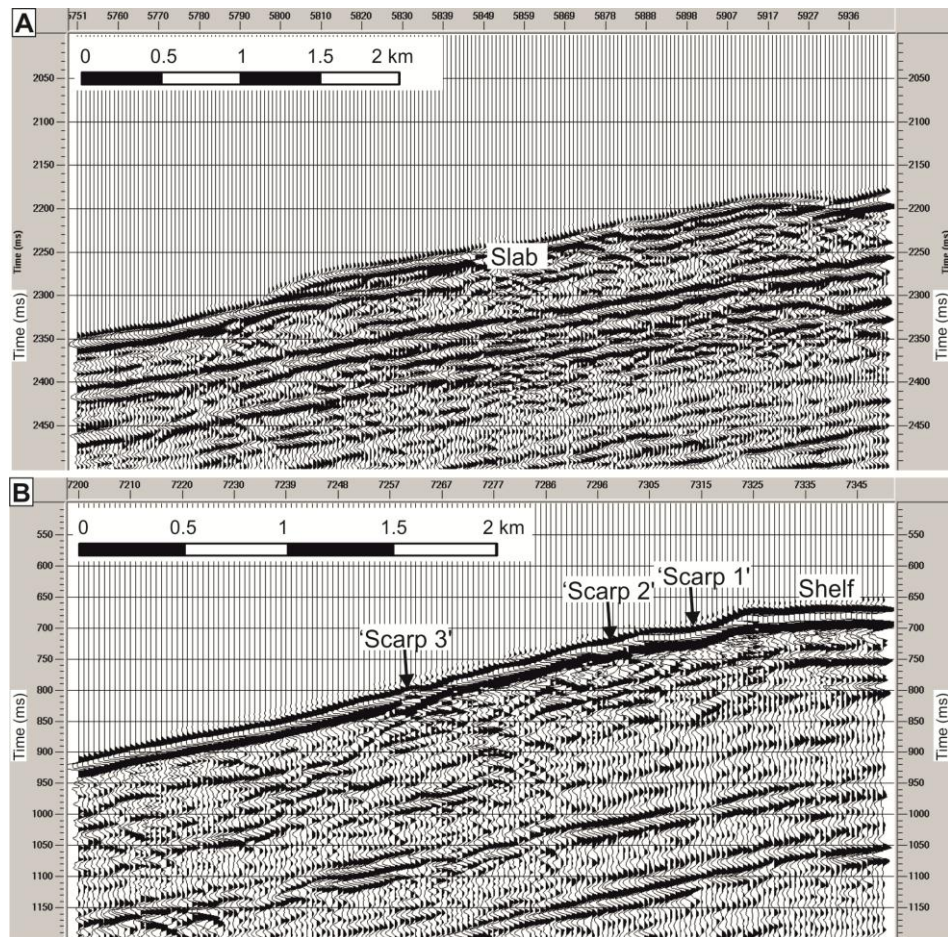 A
5751 5760 5770 5780 5790 5800 5810 5820 5830 5839 5849 5859 5869 5878 5888 5898 5907 5917 5927 5936
0 0.5 1 1.5 2 km
2050 2050
2100 2100
2150 2150
2200 2200
Time (ms) Time (ms)
2250 Slab 2250
2300 2300
Time (ms) Time (ms)
2350 2350
2400 2400
2450 2450
B
7200 7210 7220 7230 7239 7248 7257 7267 7277 7286 7296 7305 7315 7325 7335 7345
0 0.5 1 1.5 2 km
550 550
600 600
'Scarp 2' 'Scarp 1' Shelf
650 650
'Scarp 3'
700 700
750 750
Time (ms) Time (ms)
800 800
850 850
900 900
950 950
1000 1000
1050 1050
1100 1100
1150 1150